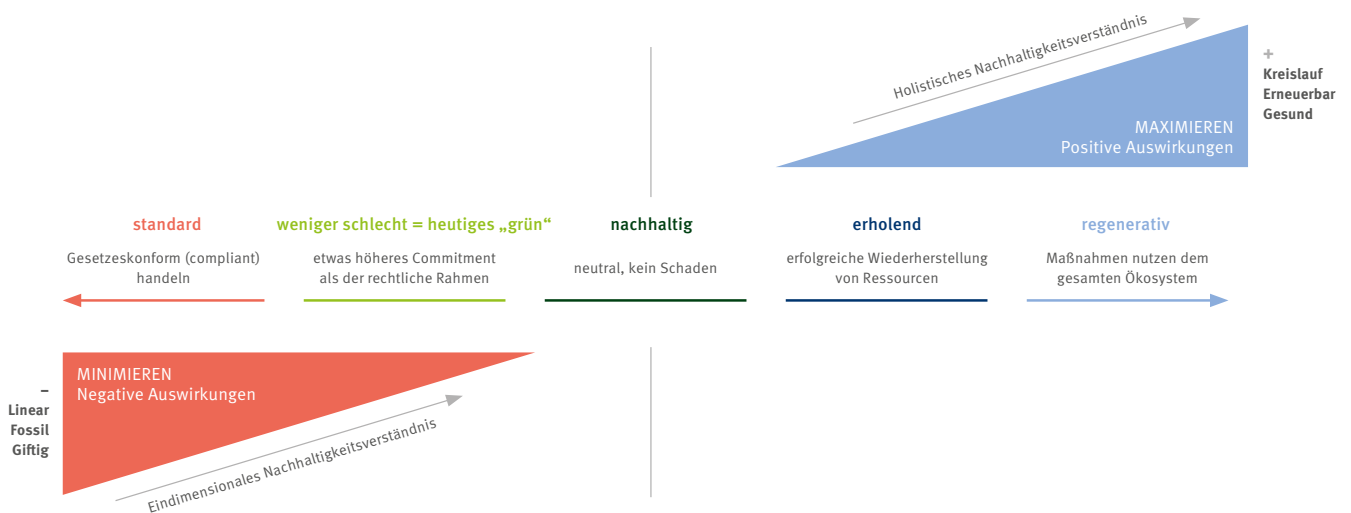 Holistisches Nachhaltigkeitsverständnis
+
Kreislauf
Erneuerbar
Gesund
MAXIMIEREN
Positive Auswirkungen
standard
Gesetzeskonform (compliant)
handeln
weniger schlecht = heutiges „grün“
etwas höheres Commitment
als der rechtliche Rahmen
nachhaltig
neutral, kein Schaden
erholend
erfolgreiche Wiederherstellung
von Ressourcen
regenerativ
Maßnahmen nutzen dem
gesamten Ökosystem
MINIMIEREN
Negative Auswirkungen
–
Linear
Fossil
Giftig
Eindimensionales Nachhaltigkeitsverständnis